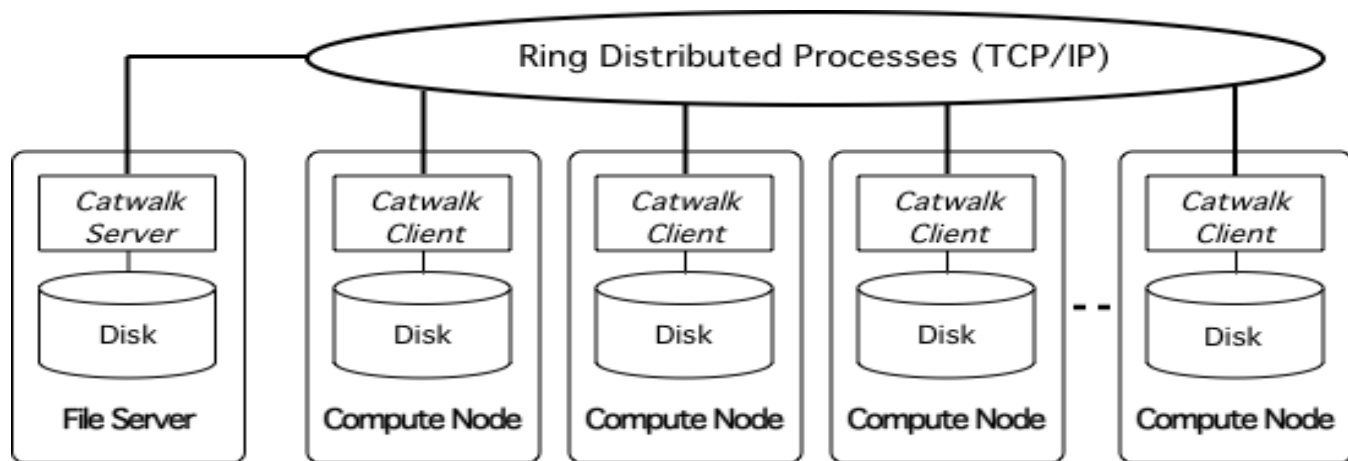 Ring Distributed Processes (TCP/IP)
Catwalk
Server
Disk
File Server
Catwalk
Client
Disk
Compute Node
Catwalk
Client
Disk
Compute Node
Catwalk
Client
Disk
Compute Node
Catwalk
Client
Disk
Compute Node